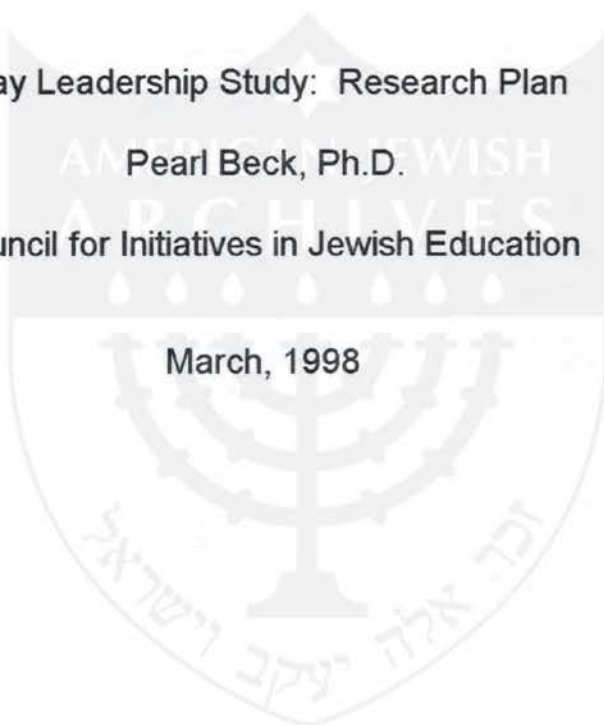 ay Leadership Study: Research Plan
Pearl Beck, Ph.D.
uncil for Initiatives in Jewish Education
March, 1998
AMERICAN JEWISH
ARCHIVES
זכר אלה יעקב וישראל